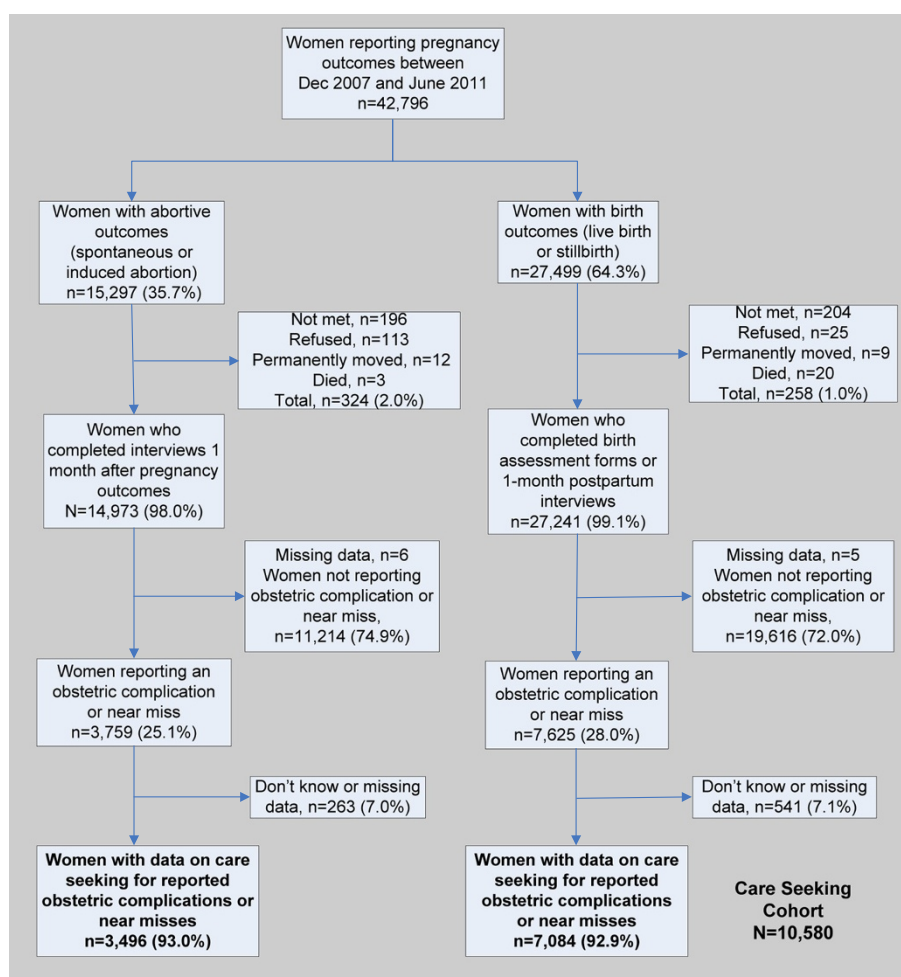 Women reporting pregnancy
outcomes between
Dec 2007 and June 2011
n=42,796
Women with abortive
outcomes
(spontaneous or
induced abortion)
n=15,297 (35.7%)
Women with birth
outcomes (live birth
or stillbirth)
n=27,499 (64.3%)
Not met, n=196
Refused, n=113
Permanently moved, n=12
Died, n=3
Total, n=324 (2.0%)
Not met, n=204
Refused, n=25
Permanently moved, n=9
Died, n=20
Total, n=258 (1.0%)
Women who
completed interviews 1
month after pregnancy
outcomes
N=14,973 (98.0%)
Women who
completed birth
assessment forms or
1-month postpartum
interviews
n=27,241 (99.1%)
Missing data, n=6
Women not reporting
obstetric complication or
near miss,
n=11,214 (74.9%)
Missing data, n=5
Women not reporting
obstetric complication or
near miss,
n=19,616 (72.0%)
Women reporting an
obstetric complication
or near miss
n=3,759 (25.1%)
Women reporting an
obstetric complication
or near miss
n=7,625 (28.0%)
Don’t know or missing
data, n=263 (7.0%)
Don’t know or missing
data, n=541 (7.1%)
Women with data on care
seeking for reported
obstetric complications or
near misses
n=3,496 (93.0%)
Women with data on care
seeking for reported
obstetric complications
or near misses
n=7,084 (92.9%)
Care Seeking
Cohort
N=10,580